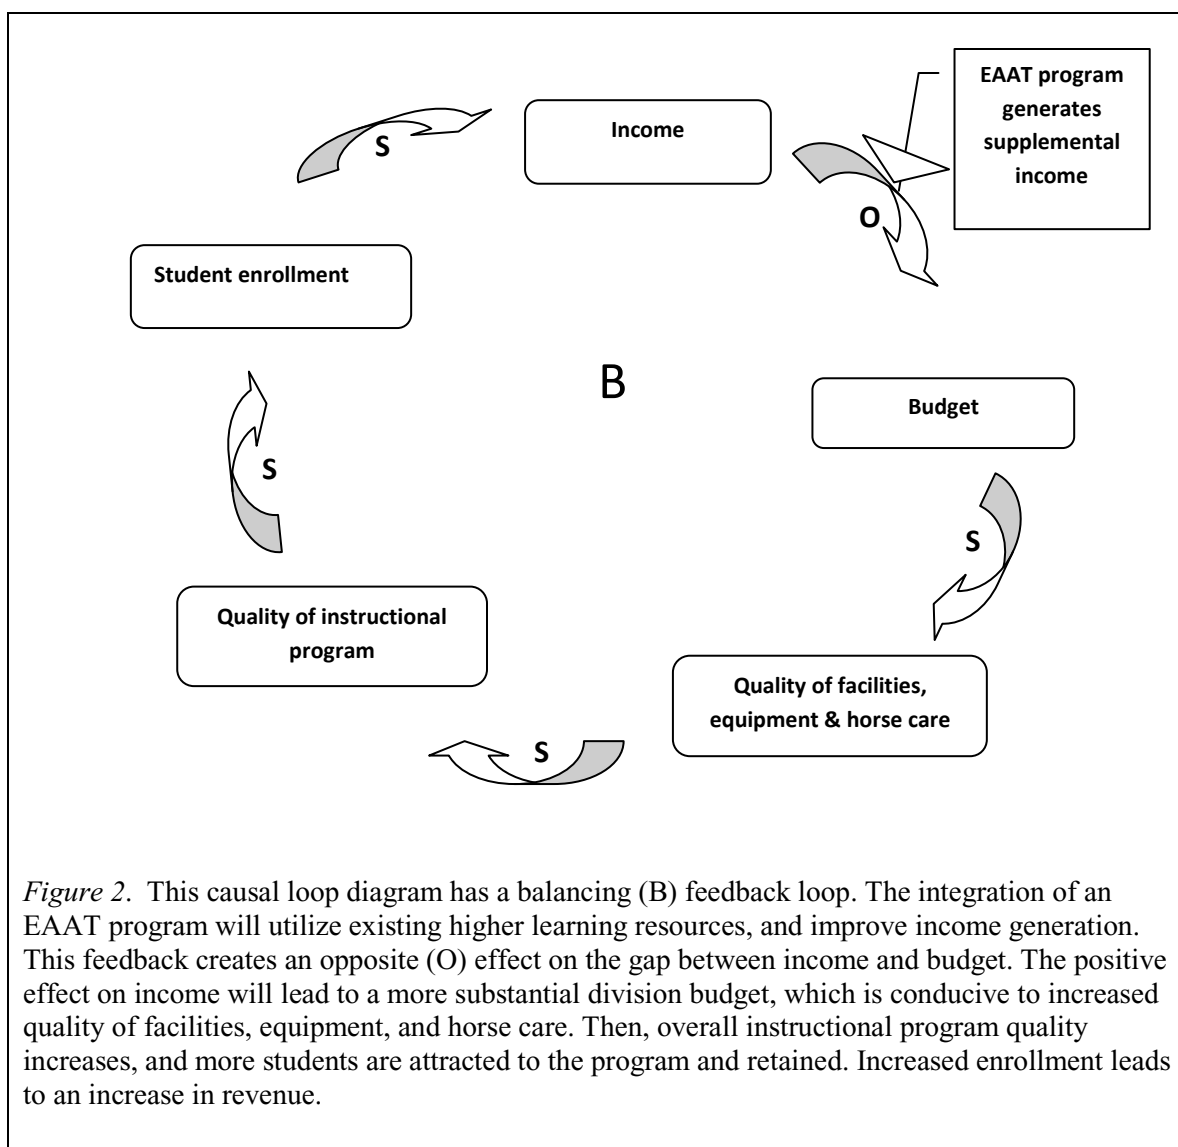 EAAT program
generates
supplemental
income
Income
S
O
Student enrollment
B
Budget
S
S
Quality of instructional
program
Quality of facilities,
equipment & horse care
S
Figure 2. This causal loop diagram has a balancing (B) feedback loop. The integration of an
EAAT program will utilize existing higher learning resources, and improve income generation.
This feedback creates an opposite (O) effect on the gap between income and budget. The positive
effect on income will lead to a more substantial division budget, which is conducive to increased
quality of facilities, equipment, and horse care. Then, overall instructional program quality
increases, and more students are attracted to the program and retained. Increased enrollment leads
to an increase in revenue.